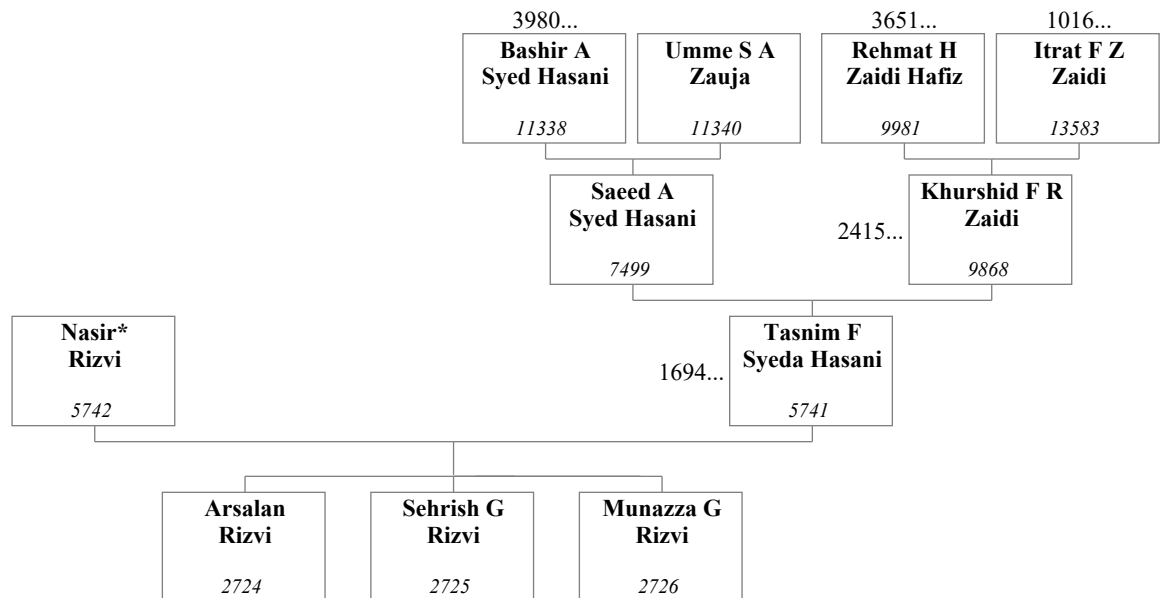 3980...
3651...
1016...
Bashir A
Syed Hasani
11338
Umme S A
Zauja
11340
Rehmat H
Zaidi Hafiz
9981
Itrat F Z
Zaidi
13583
Saeed A
Syed Hasani
7499
2415...
Khurshid F R
Zaidi
9868
Nasir*
Rizvi
5742
1694...
Tasnim F
Syeda Hasani
5741
Arsalan
Rizvi
2724
Sehrish G
Rizvi
2725
Munazza G
Rizvi
2726